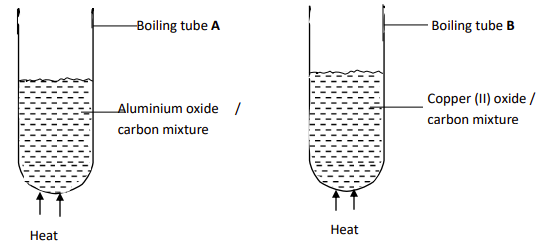 Boiling tube A
Aluminium oxide /
carbon mixture
Heat
Boiling tube B
Copper (II) oxide /
carbon mixture
Heat